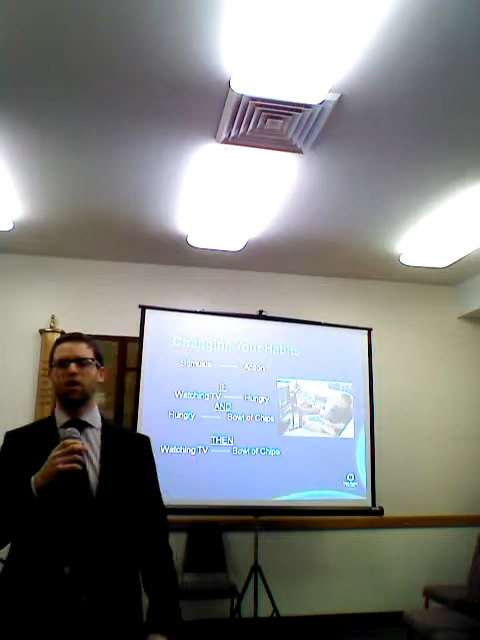 Changing Your Habits
Stimulus —— Action
IF
Watching TV —— Hungry
AND
Hungry —— Bowl of Chips
THEN
Watching TV —— Bowl of Chips